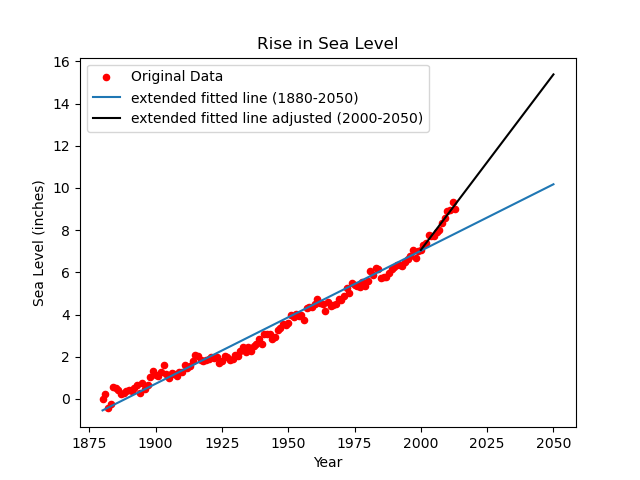 Rise in Sea Level
Original Data
extended fitted line (1880-2050)
extended fitted line adjusted (2000-2050)
16
14
12
10
8
6
4
2
0
Sea Level (inches)
1875 1900 1925 1950 1975 2000 2025 2050
Year